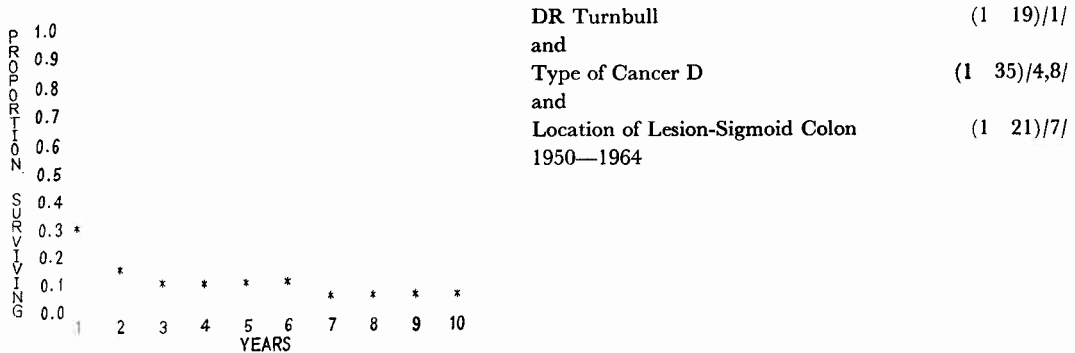 PROPORTION SURVIVING
1.0
0.9
0.8
0.7
0.6
0.5
0.4
0.3 *
0.2
0.1
0.0
1 2 3 4 5 6 7 8 9 10
YEARS
DR Turnbull (1 19)/1/
and
Type of Cancer D (1 35)/4,8/
and
Location of Lesion-Sigmoid Colon (1 21)/7/
1950—1964